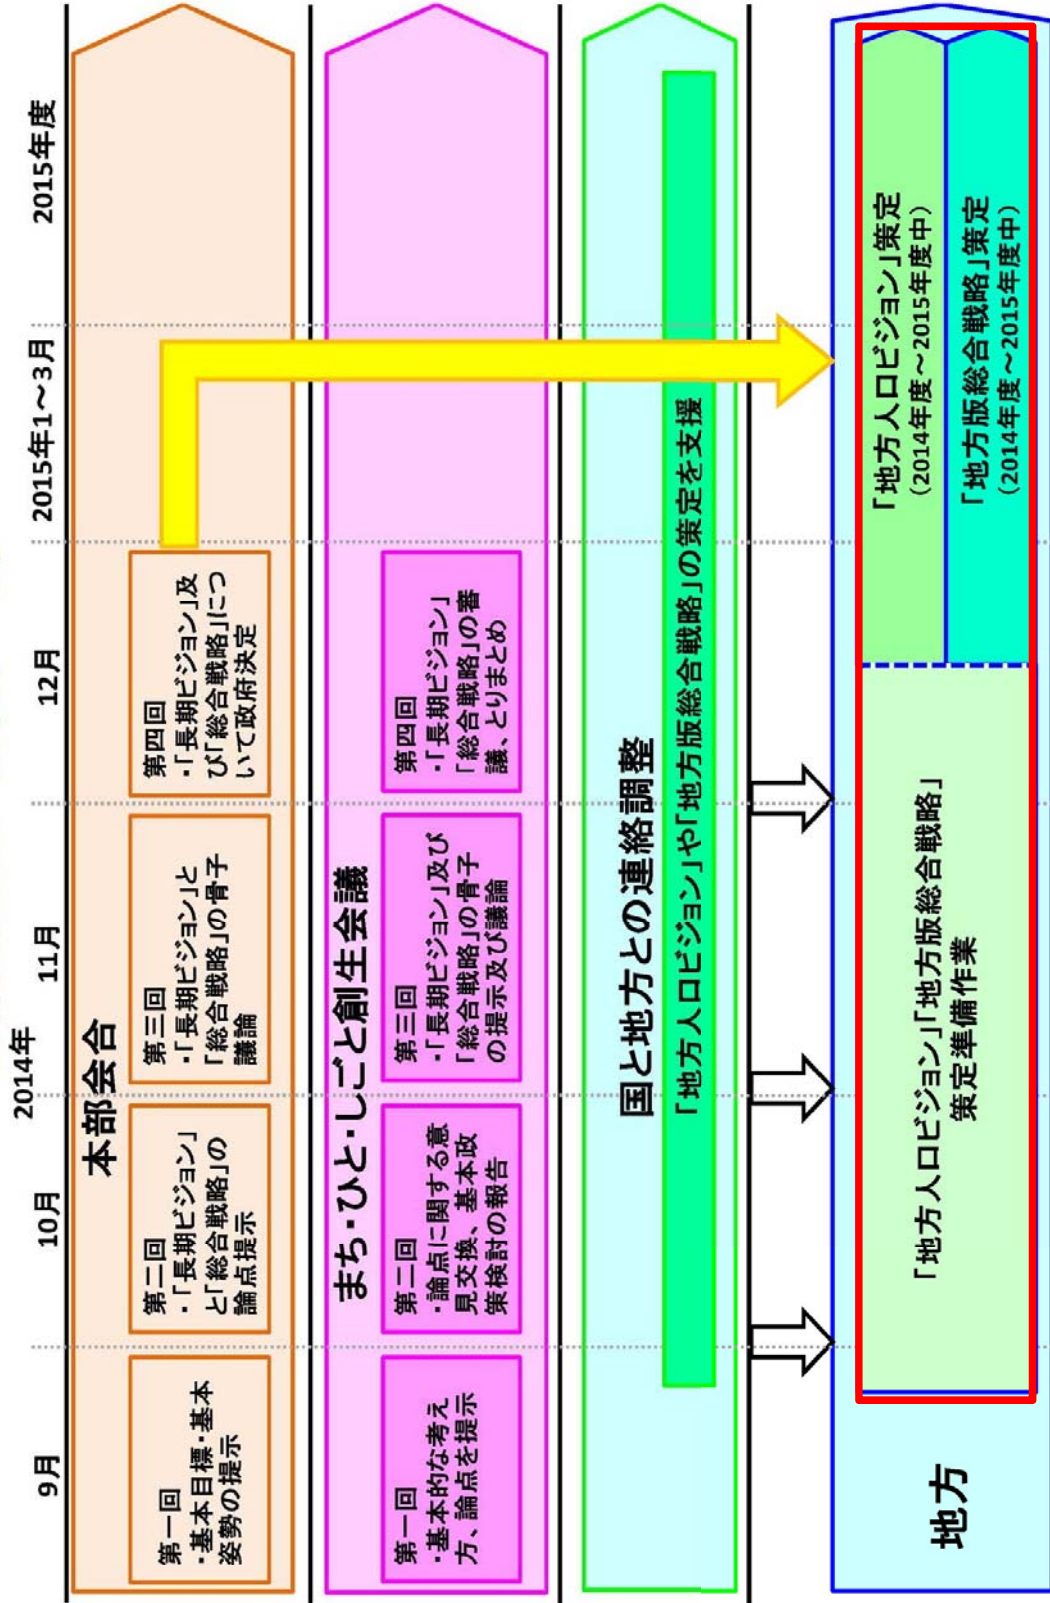 2014年
2015年1～3月
2015年度
9月
10月
11月
12月
本部会合
第一回
・基本目標・基本
姿勢の提示
第二回
・「長期ビジョン」
と「総合戦略」の
論点提示
第三回
・「長期ビジョン」と
「総合戦略」の骨子
議論
第四回
・「長期ビジョン」及
び「総合戦略」につ
いて政府決定
まち・ひと・しごと創生会議
第一回
・基本的な考え
方、論点を提示
第二回
・論点に関する意
見交換、基本政
策検討の報告
第三回
・「長期ビジョン」及び
「総合戦略」の骨子
の提示及び議論
第四回
・「長期ビジョン」
「総合戦略」の審
議、とりまとめ
国と地方との連絡調整
「地方人口ビジョン」や「地方版総合戦略」の策定を支援
地方
「地方人口ビジョン」「地方版総合戦略」
策定準備作業
「地方人口ビジョン」策定
（2014年度～2015年度中）
「地方版総合戦略」策定
（2014年度～2015年度中）